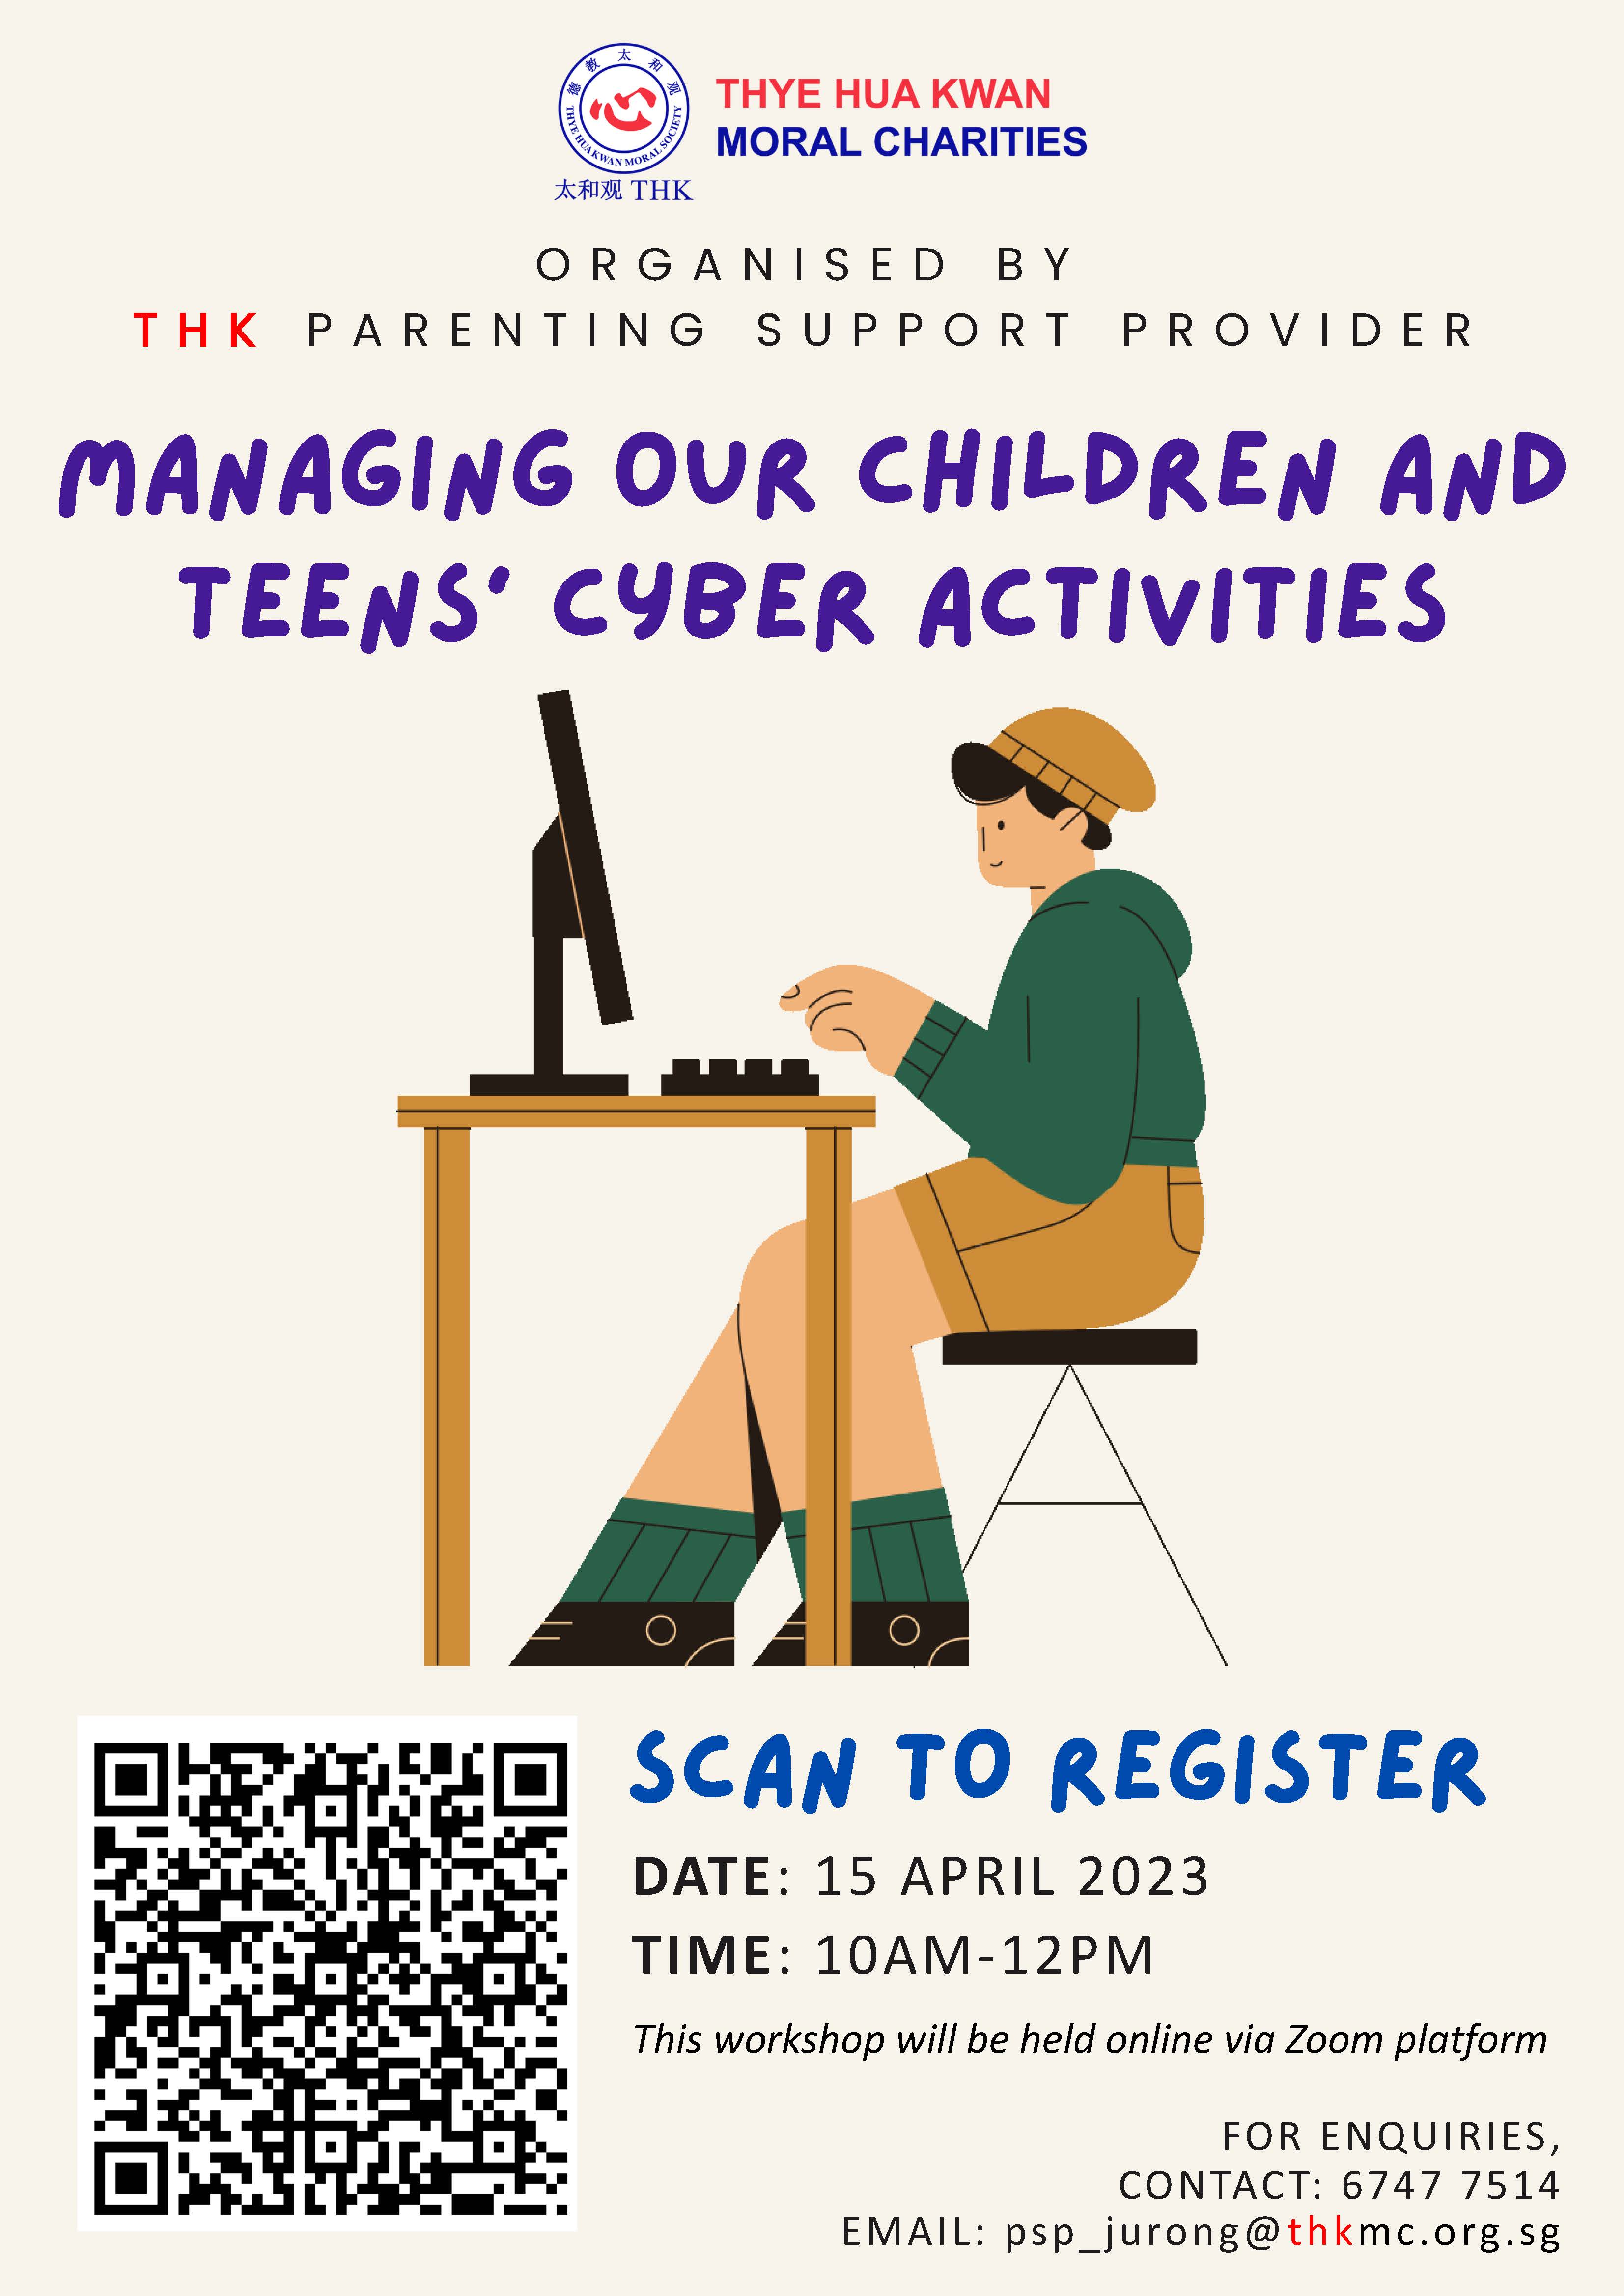 德教太和观
THYE HUA KWAN MORAL SOCIETY
太和观 THK
THYE HUA KWAN
MORAL CHARITIES
ORGANISED BY
THK PARENTING SUPPORT PROVIDER
MANAGING OUR CHILDREN AND
TEENS' CYBER ACTIVITIES
SCAN TO REGISTER
DATE: 15 APRIL 2023
TIME: 10AM-12PM
This workshop will be held online via Zoom platform
FOR ENQUIRIES,
CONTACT: 6747 7514
EMAIL: psp_jurong@thkmc.org.sg